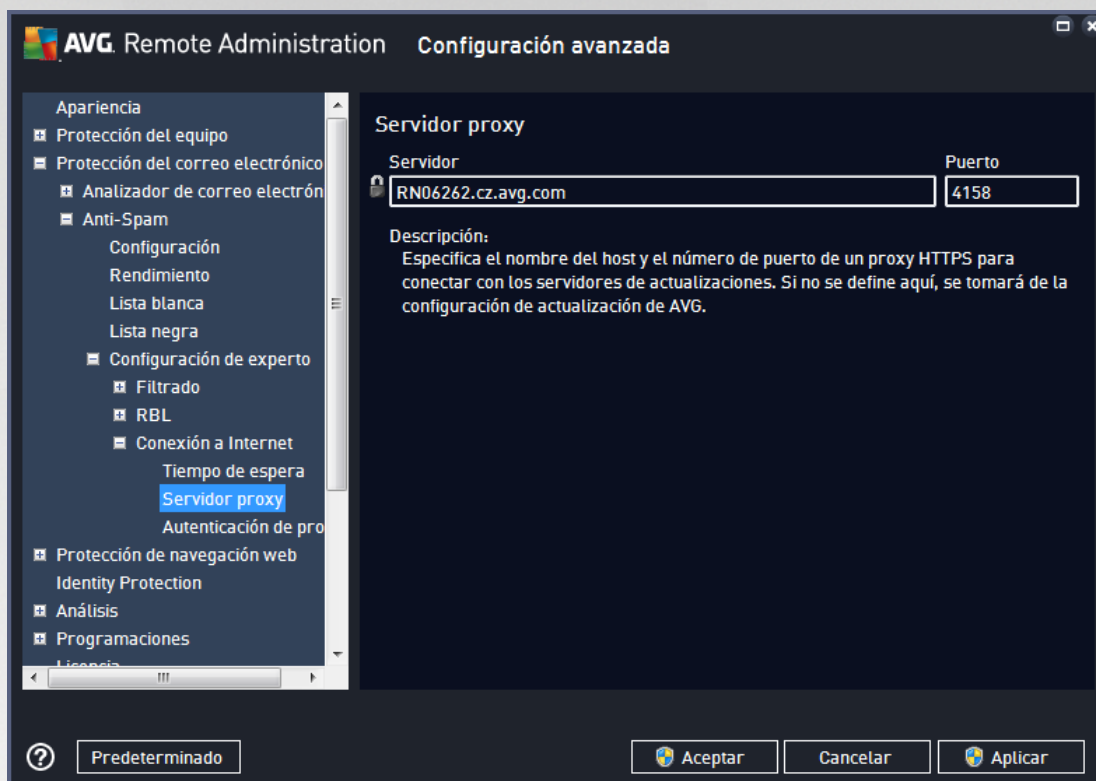 AVG. Remote Administration Configuración avanzada
Apariencia
Protección del equipo
Protección del correo electrónico
Analizador de correo electrón
Anti-Spam
Configuración
Rendimiento
Lista blanca
Lista negra
Configuración de experto
Filtrado
RBL
Conexión a Internet
Tiempo de espera
Servidor proxy
Autenticación de pro
Protección de navegación web
Identity Protection
Análisis
Programaciones
Licencia
Servidor proxy
Servidor Puerto
RN06262.cz.avg.com 4158
Descripción:
Especifica el nombre del host y el número de puerto de un proxy HTTPS para
conectar con los servidores de actualizaciones. Si no se define aquí, se tomará de la
configuración de actualización de AVG.
? Predeterminado Aceptar Cancelar Aplicar